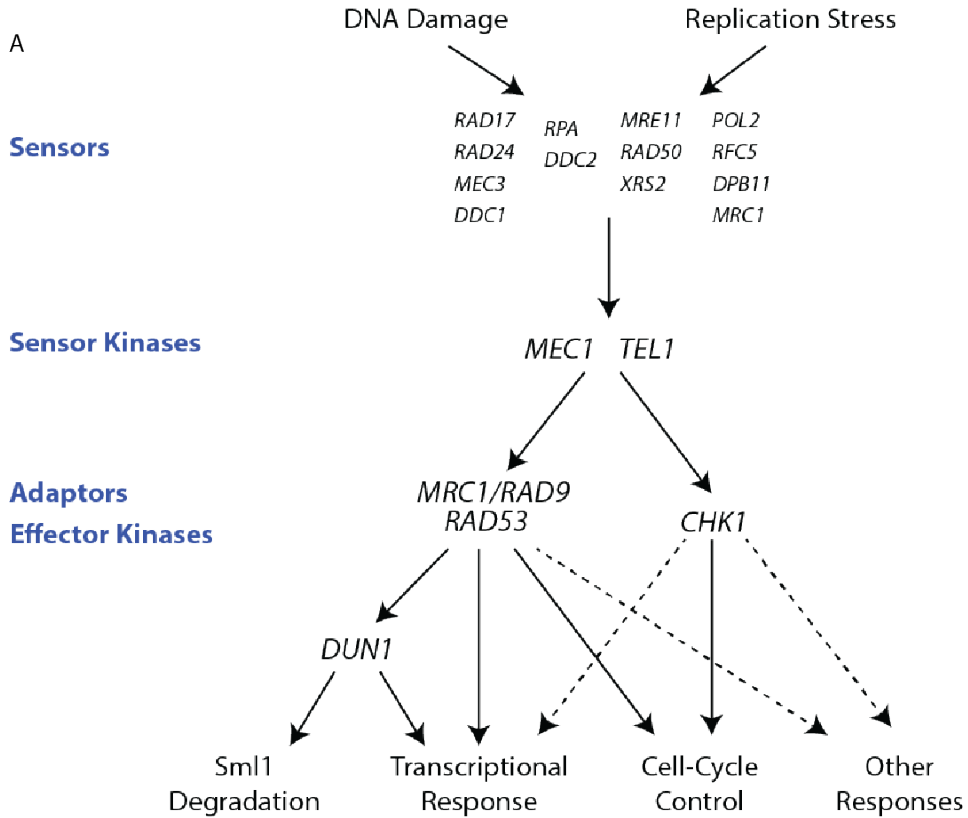 A
DNA Damage
Replication Stress
Sensors
RAD17
RAD24
MEC3
DDC1
RPA
DDC2
MRE11
RAD50
XRS2
POL2
RFC5
DPB11
MRC1
Sensor Kinases
MEC1
TEL1
Adaptors
Effector Kinases
MRC1/RAD9
RAD53
CHK1
DUN1
Sml1
Degradation
Transcriptional
Response
Cell-Cycle
Control
Other
Responses